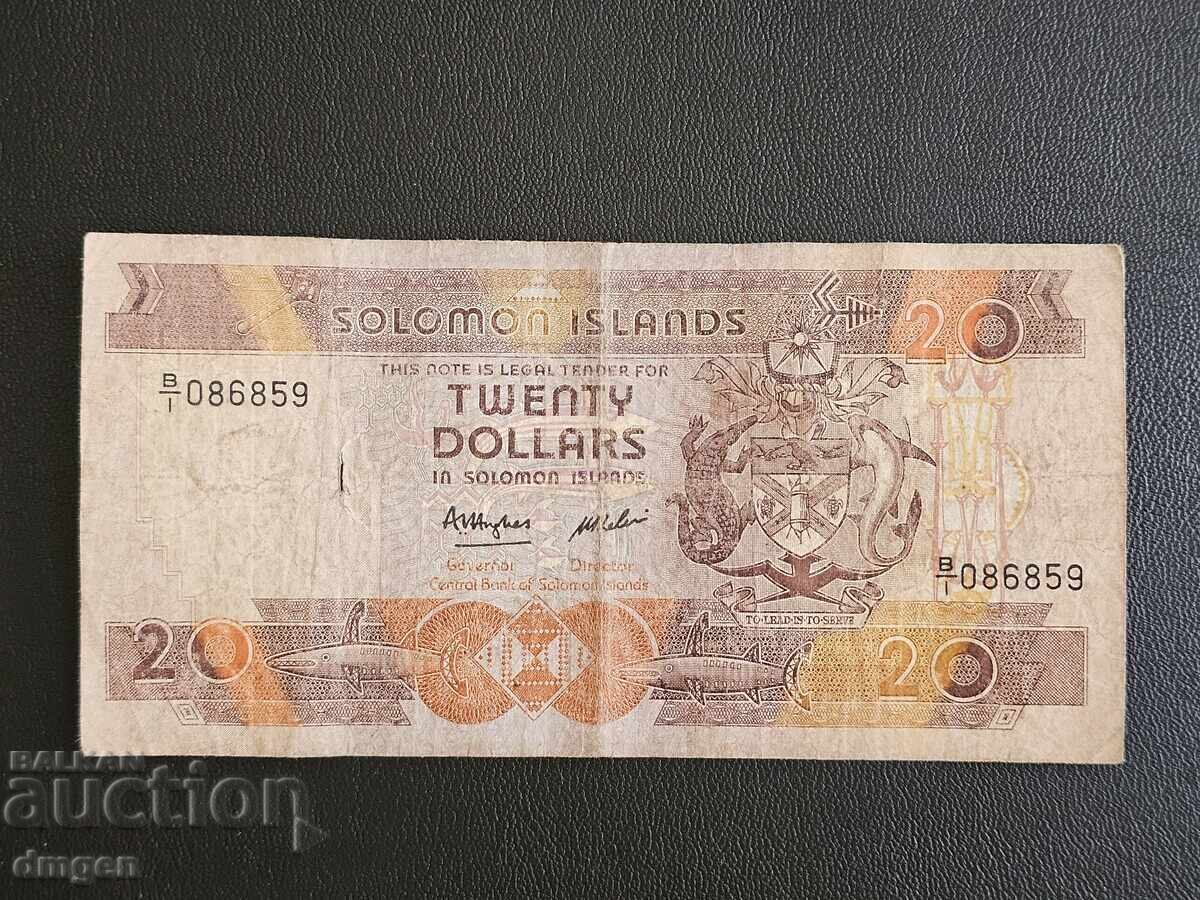 SOLOMON ISLANDS
20
THIS NOTE IS LEGAL TENDER FOR
B/1 086859
TWENTY
DOLLARS
IN SOLOMON ISLANDS
Governor Director
Central Bank of Solomon Islands
B/1 086859
TO·LEAD·IS·TO·SERVE
20
20
BALKAN
auction
dmgen